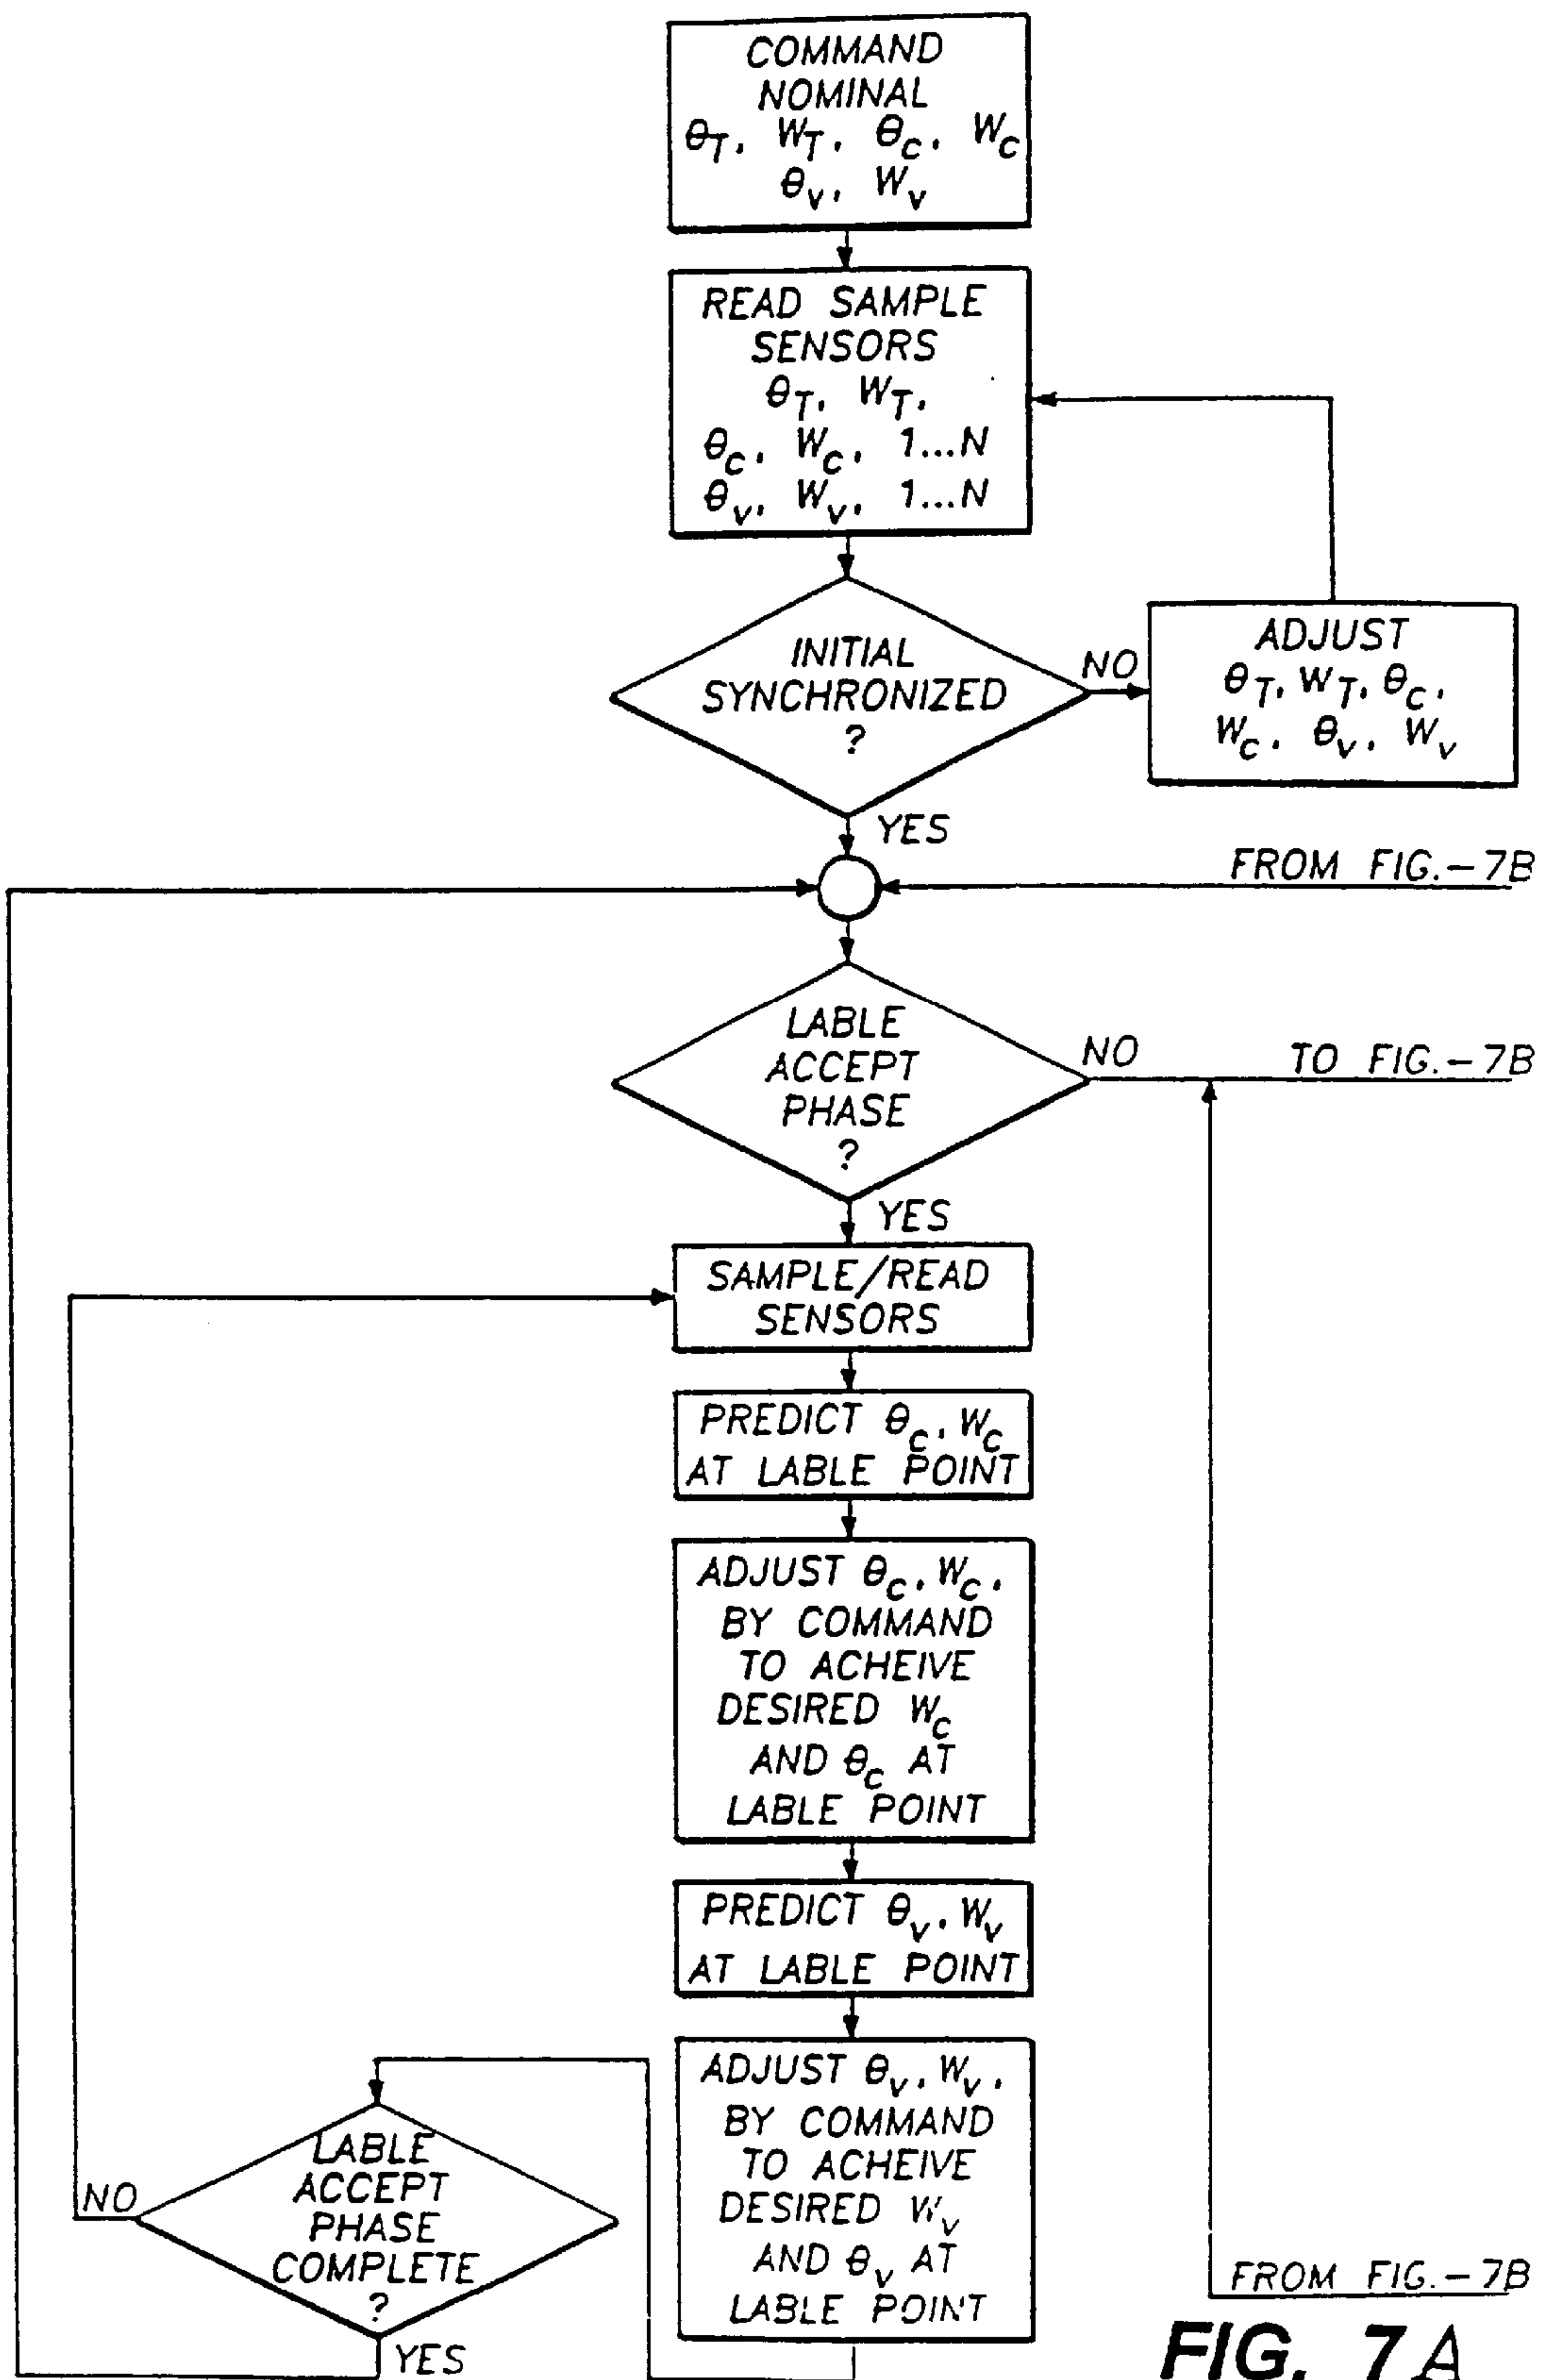 COMMAND
NOMINAL
θT, WT, θc, Wc
θv, Wv
READ SAMPLE
SENSORS
θT, WT,
θc, Wc, 1...N
θv, Wv, 1...N
INITIAL
SYNCHRONIZED
?
NO
ADJUST
θT, WT, θc,
Wc, θv, Wv
YES
FROM FIG.-7B
LABLE
ACCEPT
PHASE
?
NO
TO FIG.-7B
YES
SAMPLE/READ
SENSORS
PREDICT θc, Wc
AT LABLE POINT
ADJUST θc, Wc,
BY COMMAND
TO ACHEIVE
DESIRED Wc
AND θc AT
LABLE POINT
PREDICT θv, Wv
AT LABLE POINT
ADJUST θv, Wv,
BY COMMAND
TO ACHEIVE
DESIRED Wv
AND θv AT
LABLE POINT
LABLE
ACCEPT
PHASE
COMPLETE
?
NO
YES
FROM FIG.-7B
FIG. 7A